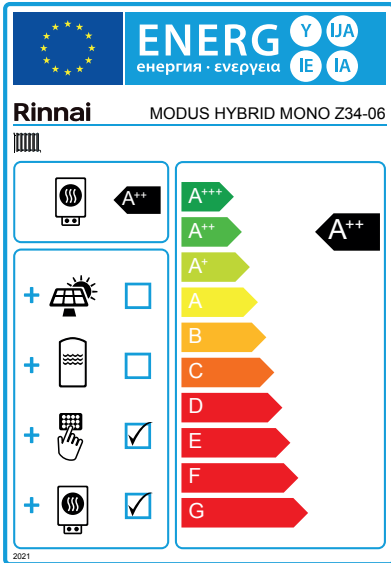 ENERG
енергия · ενεργεια
Y
IJA
IE
IA
Rinnai
MODUS HYBRID MONO Z34-06
A++
A+++
A++
A+
A
B
C
D
E
F
G
A++
+
+
+
+
2021